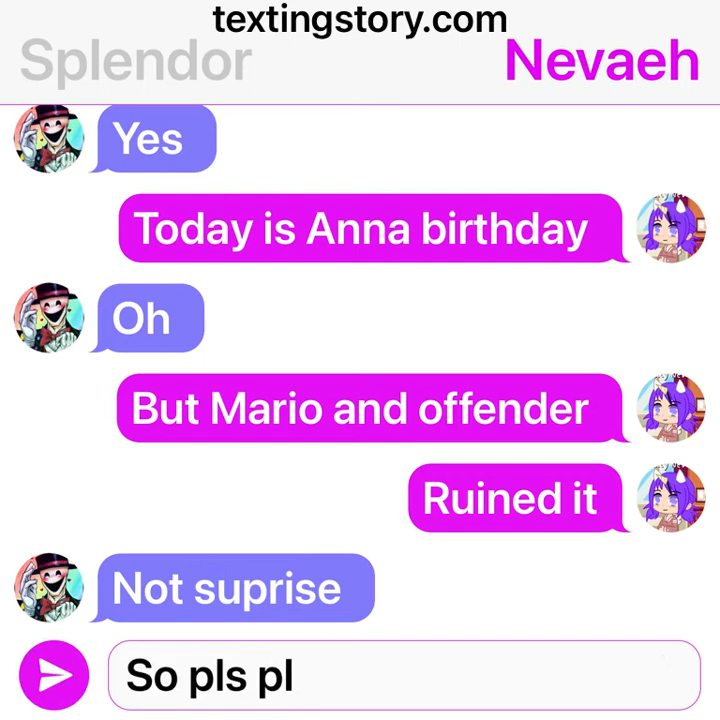 textingstory.com
Splendor Nevaeh
Yes
Today is Anna birthday
Oh
But Mario and offender
Ruined it
Not suprise
So pls pl